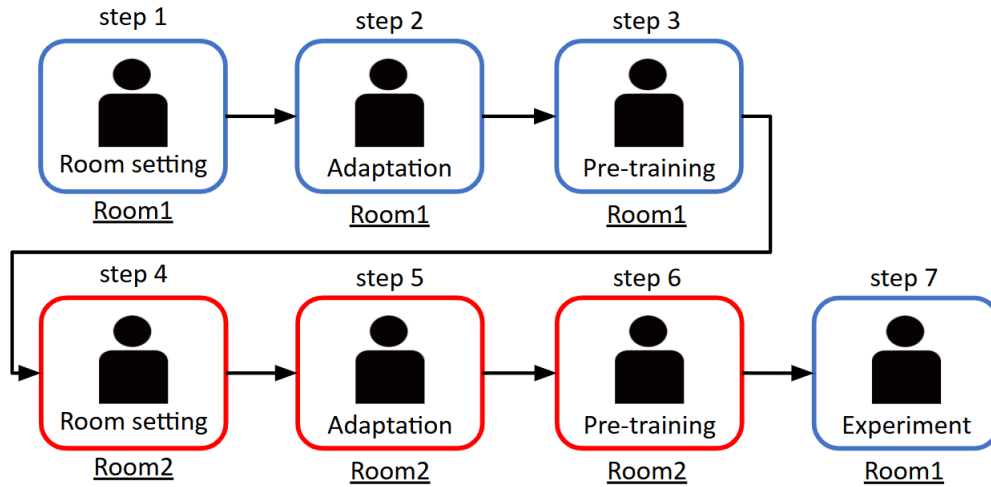 step 1
step 2
step 3
Room setting
Adaptation
Pre-training
Room1
Room1
Room1
step 4
step 5
step 6
step 7
Room setting
Adaptation
Pre-training
Experiment
Room2
Room2
Room2
Room1